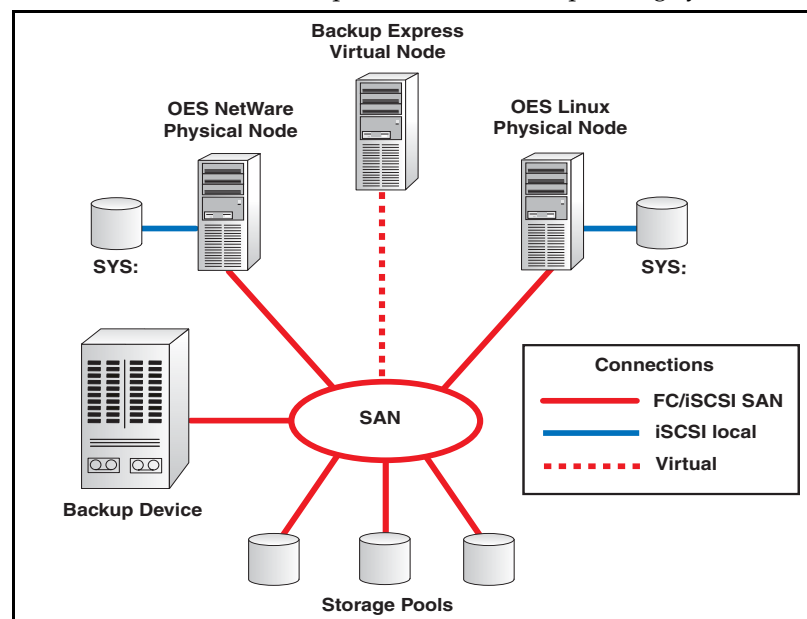 Backup Express
Virtual Node
OES NetWare
Physical Node
OES Linux
Physical Node
SYS:
SYS:
Connections
FC/iSCSI SAN
iSCSI local
Virtual
SAN
Backup Device
Storage Pools